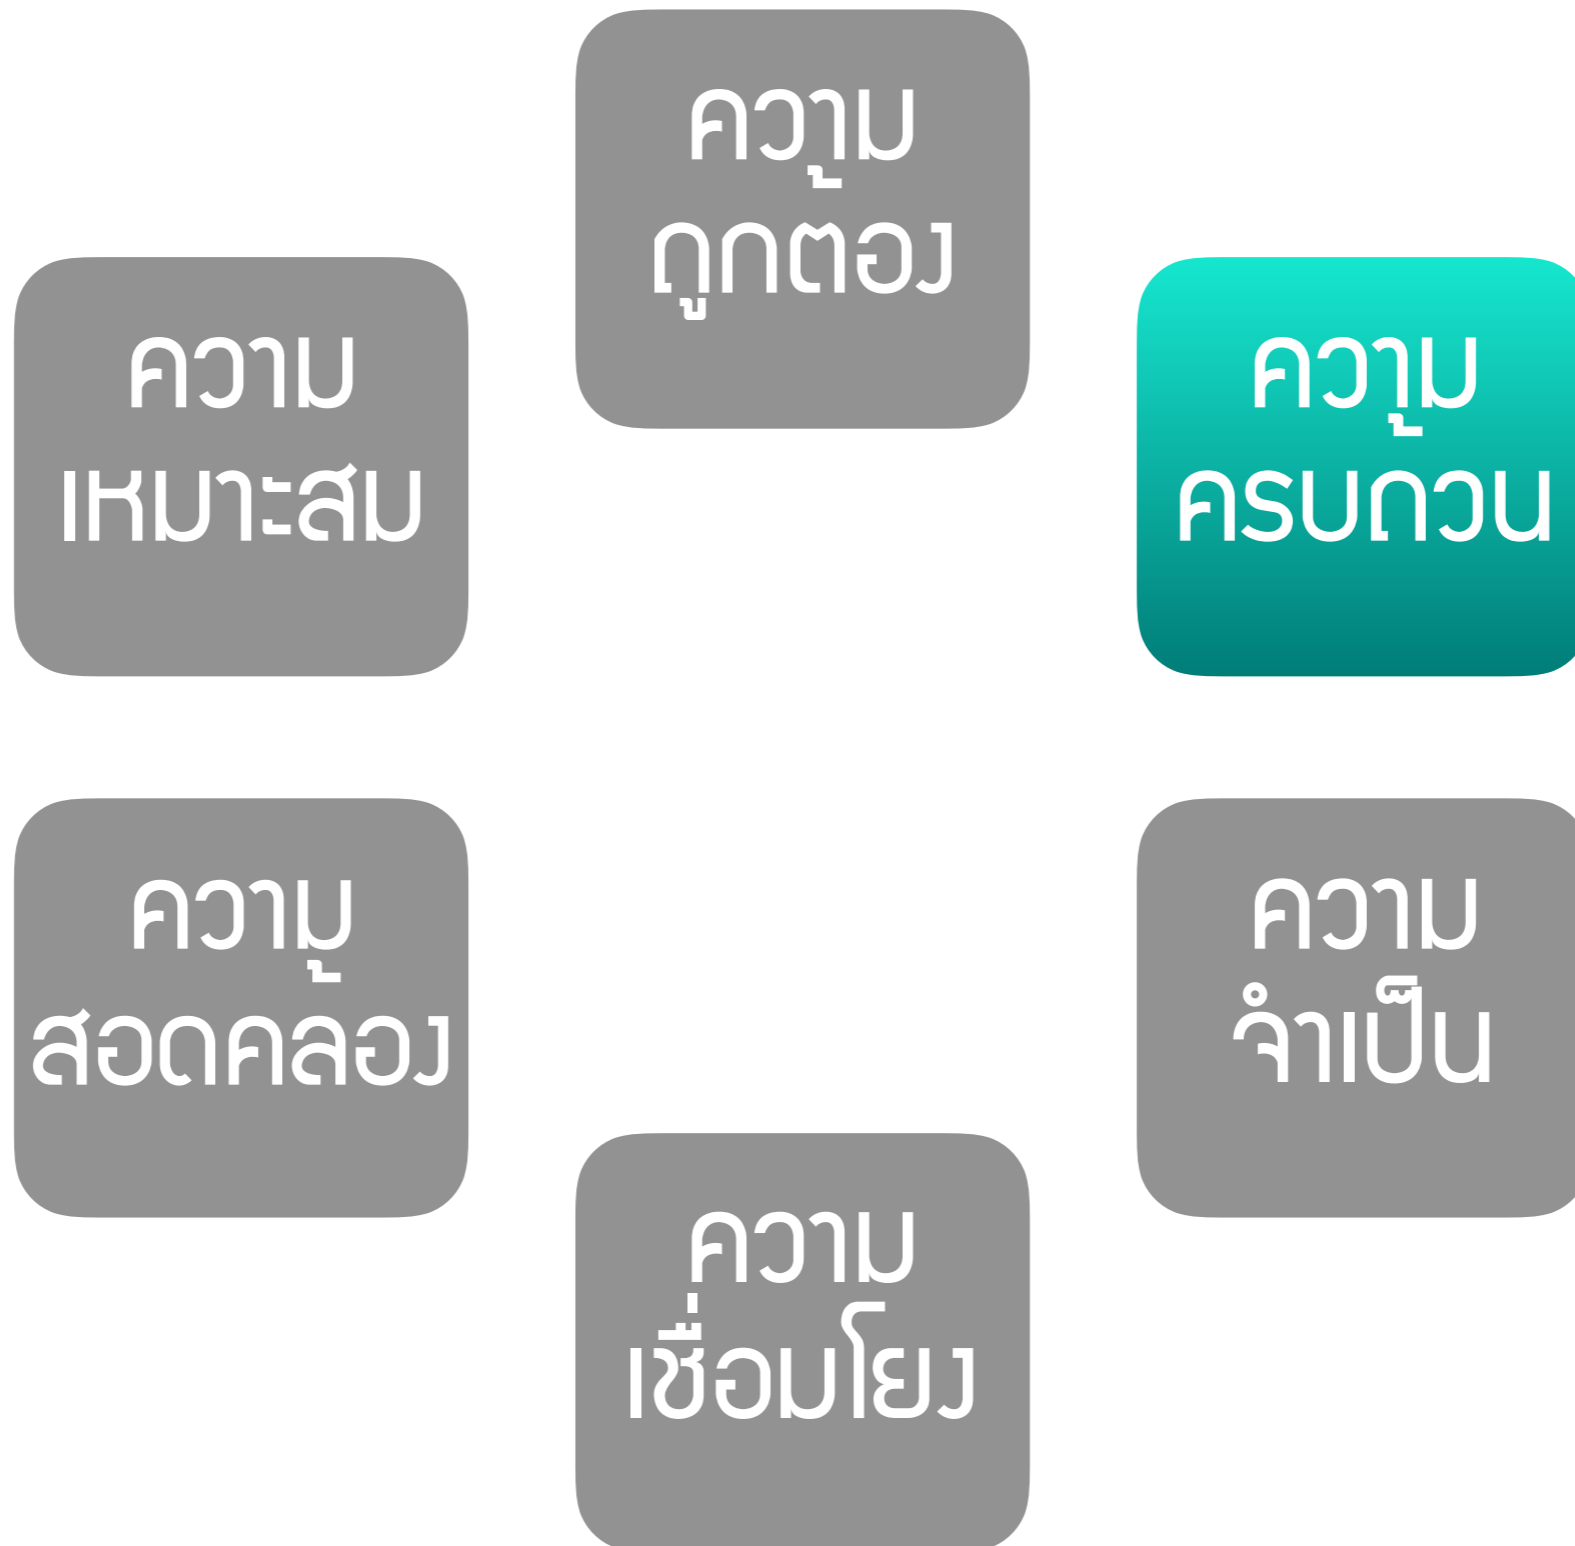 ความ
ถูกต้อง
ความ
ครบถ้วน
ความ
จำเป็น
ความ
เชื่อมโยง
ความ
สอดคล้อง
ความ
เหมาะสม